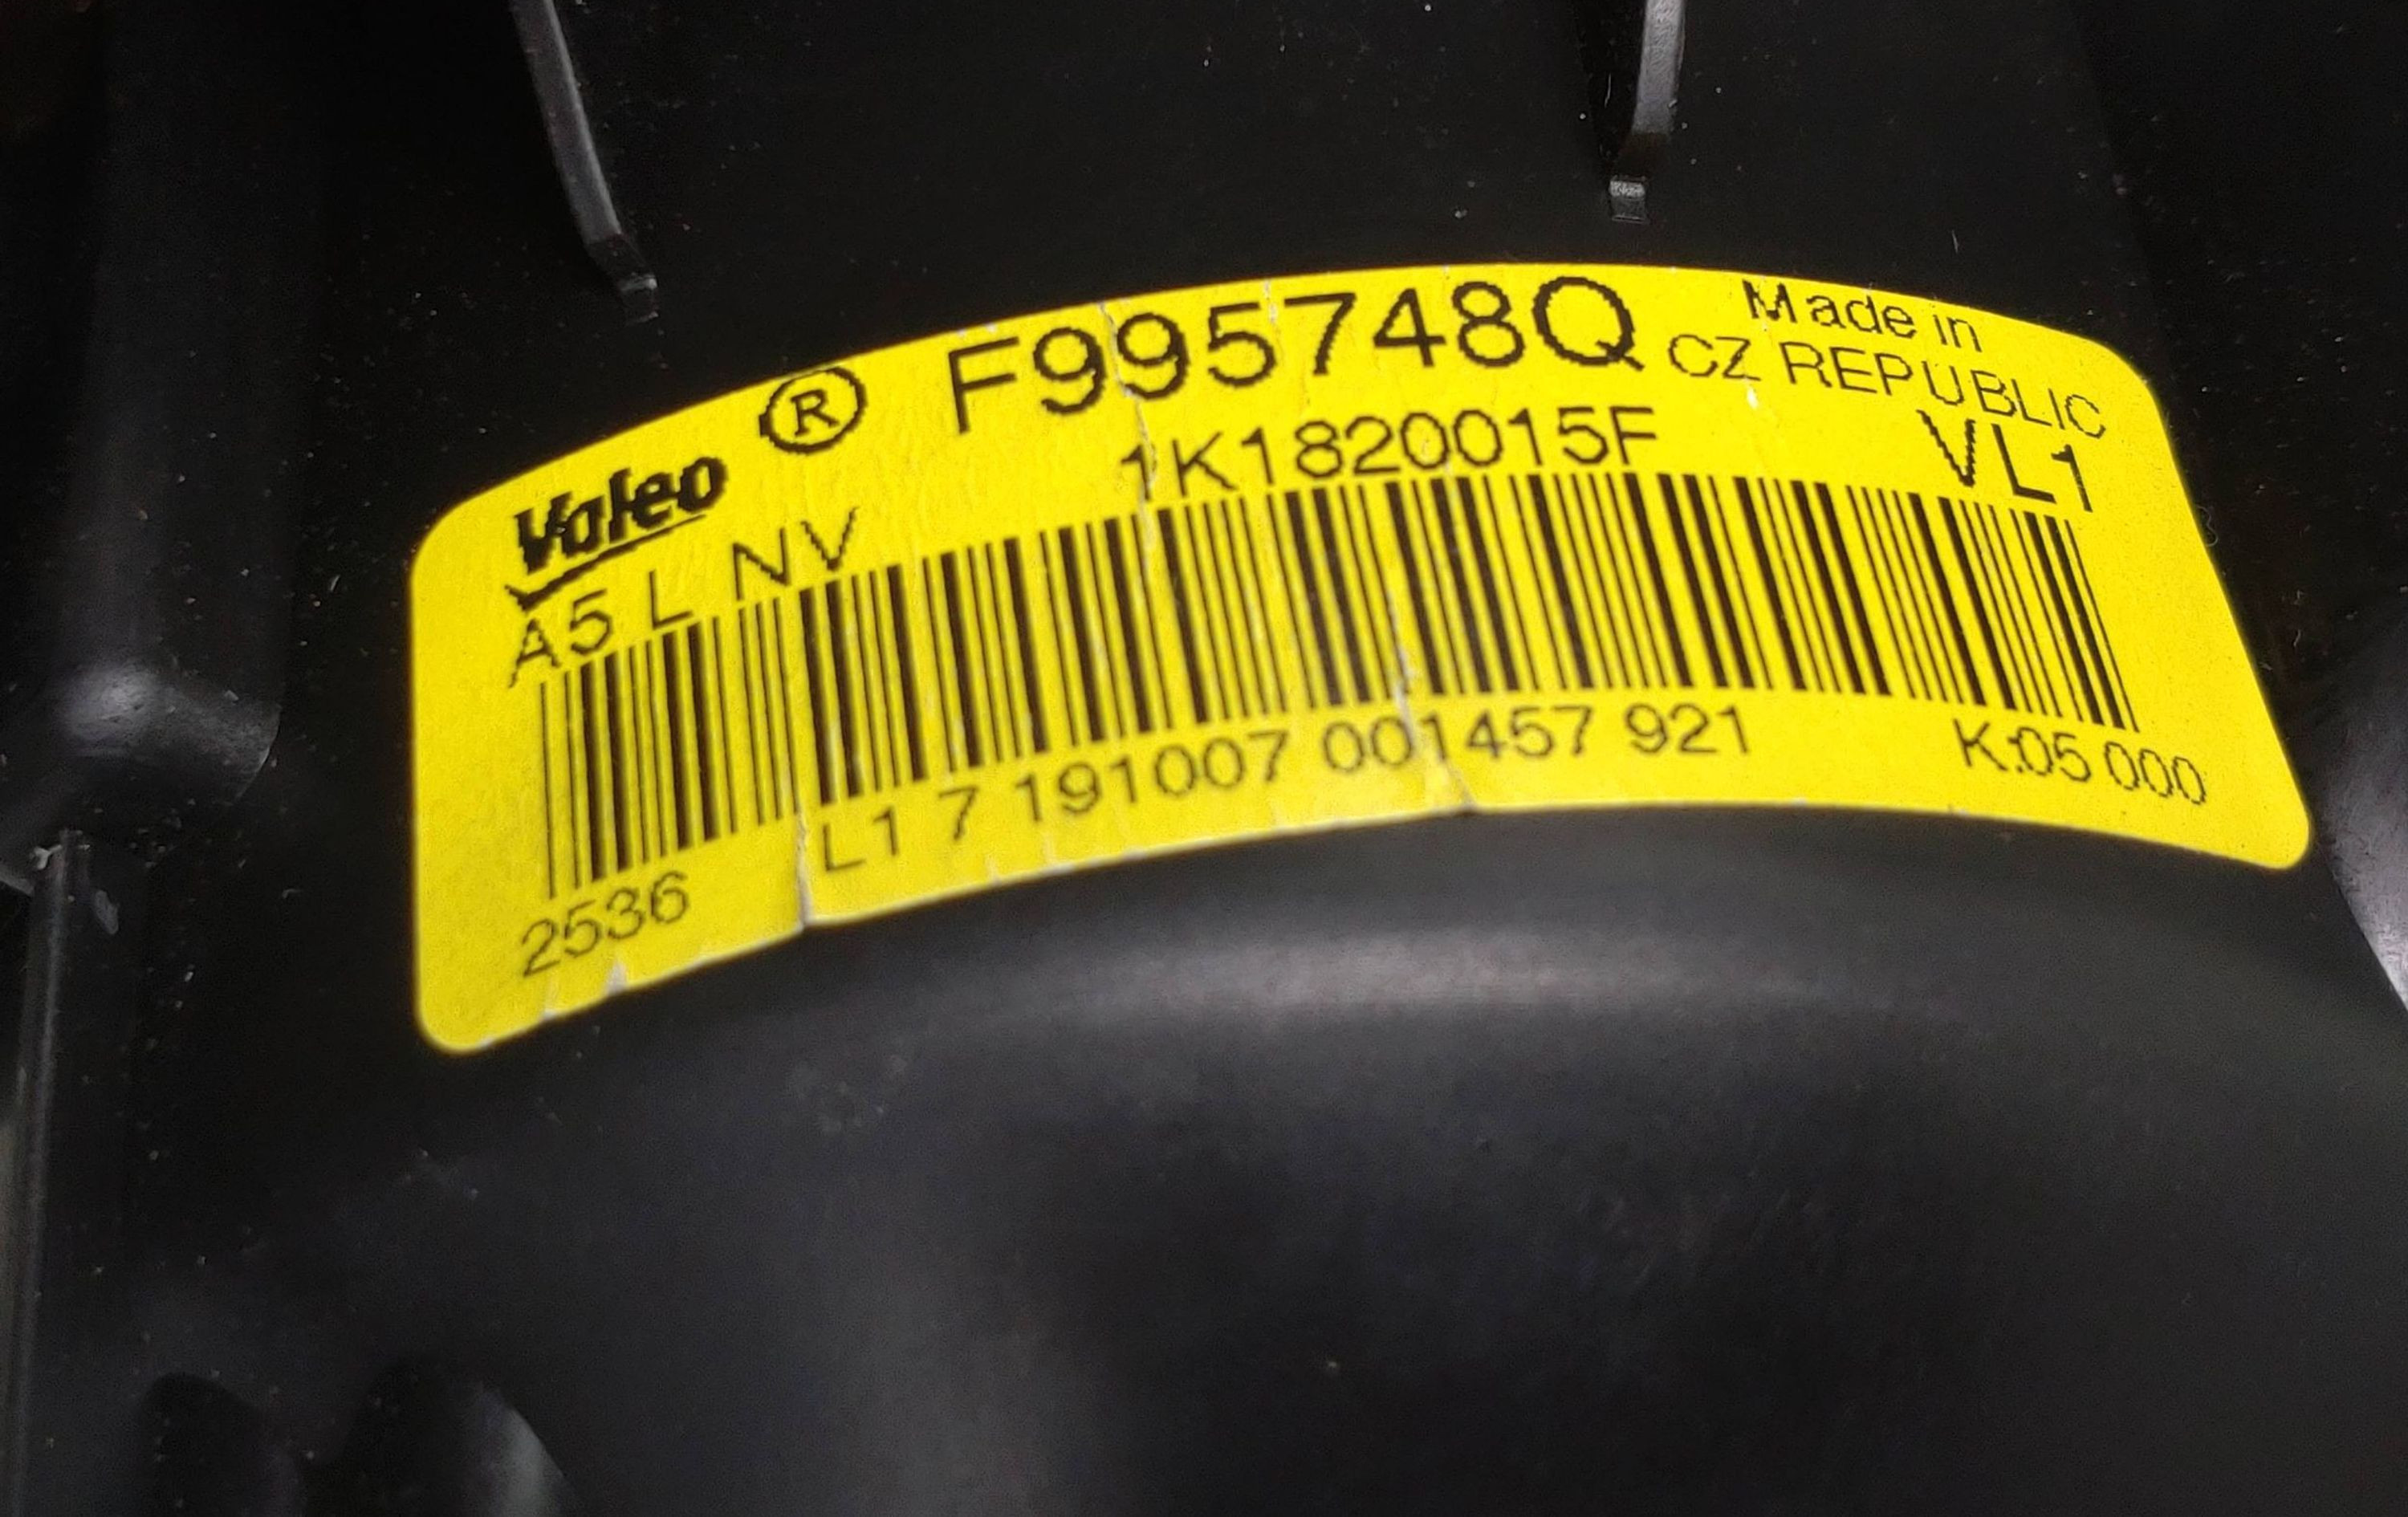 Valeo ® F995748Q Made in
CZ REPUBLIC
A5 L NV 1K1820015F VL1
2536 L1 7 191007 001457 921 K:05 000